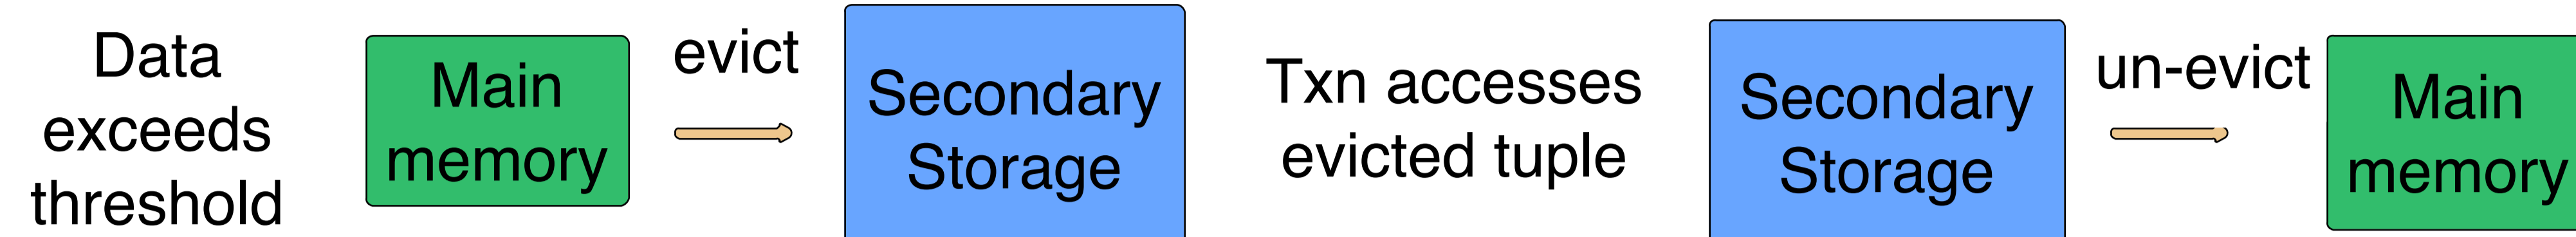 Data
exceeds
threshold
Main
memory
evict
Secondary
Storage
Txn accesses
evicted tuple
Secondary
Storage
un-evict
Main
memory